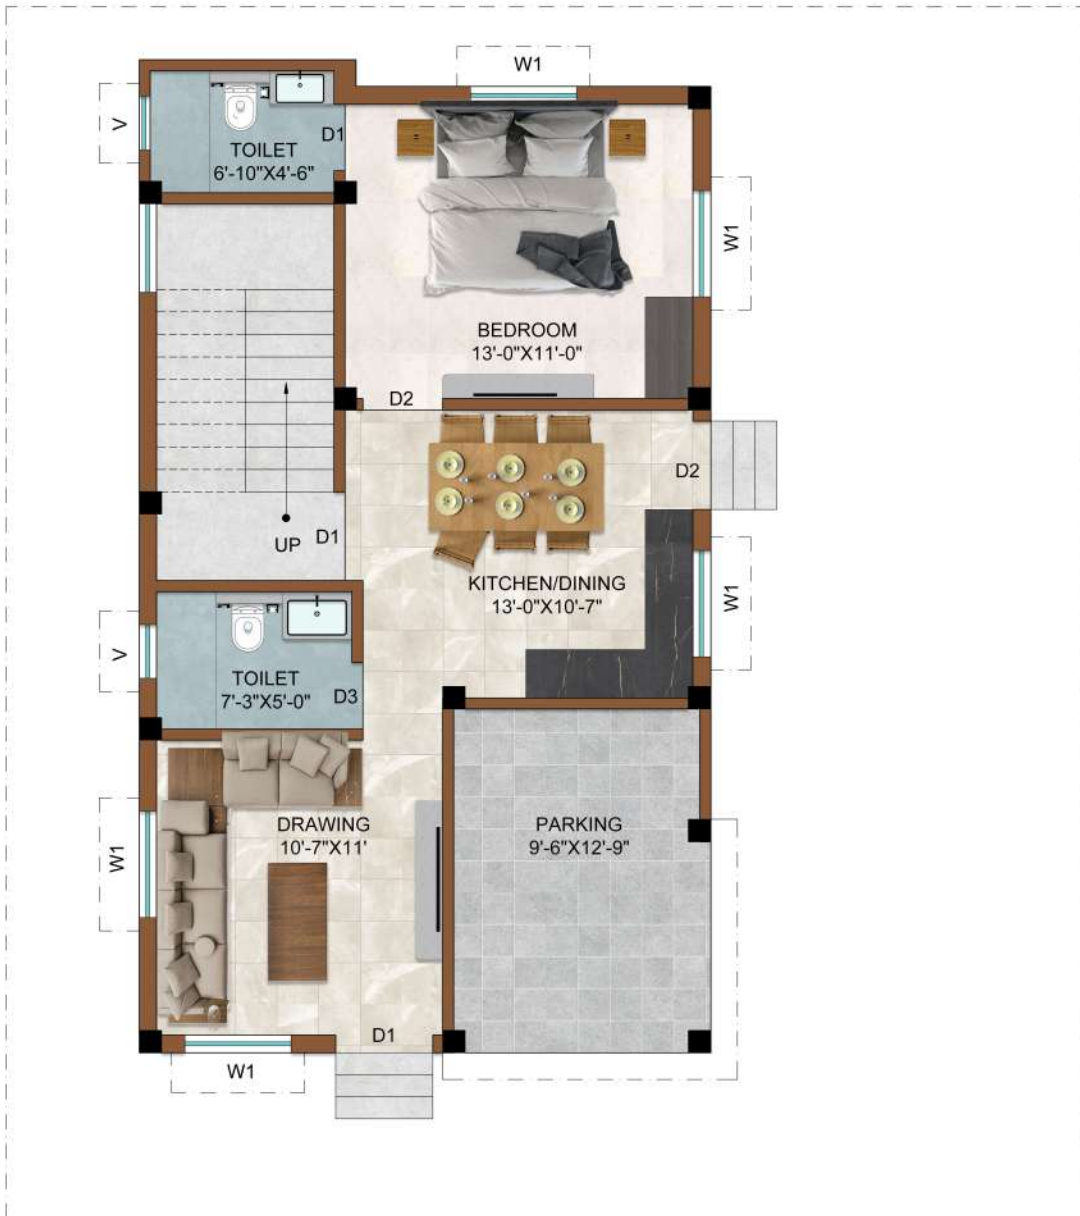 W1
V
D1
TOILET
6'-10"X4'-6"
W1
BEDROOM
13'-0"X11'-0"
D2
D2
D1
UP
KITCHEN/DINING
13'-0"X10'-7"
W1
V
TOILET
7'-3"X5'-0"
D3
DRAWING
10'-7"X11'
PARKING
9'-6"X12'-9"
W1
D1
W1